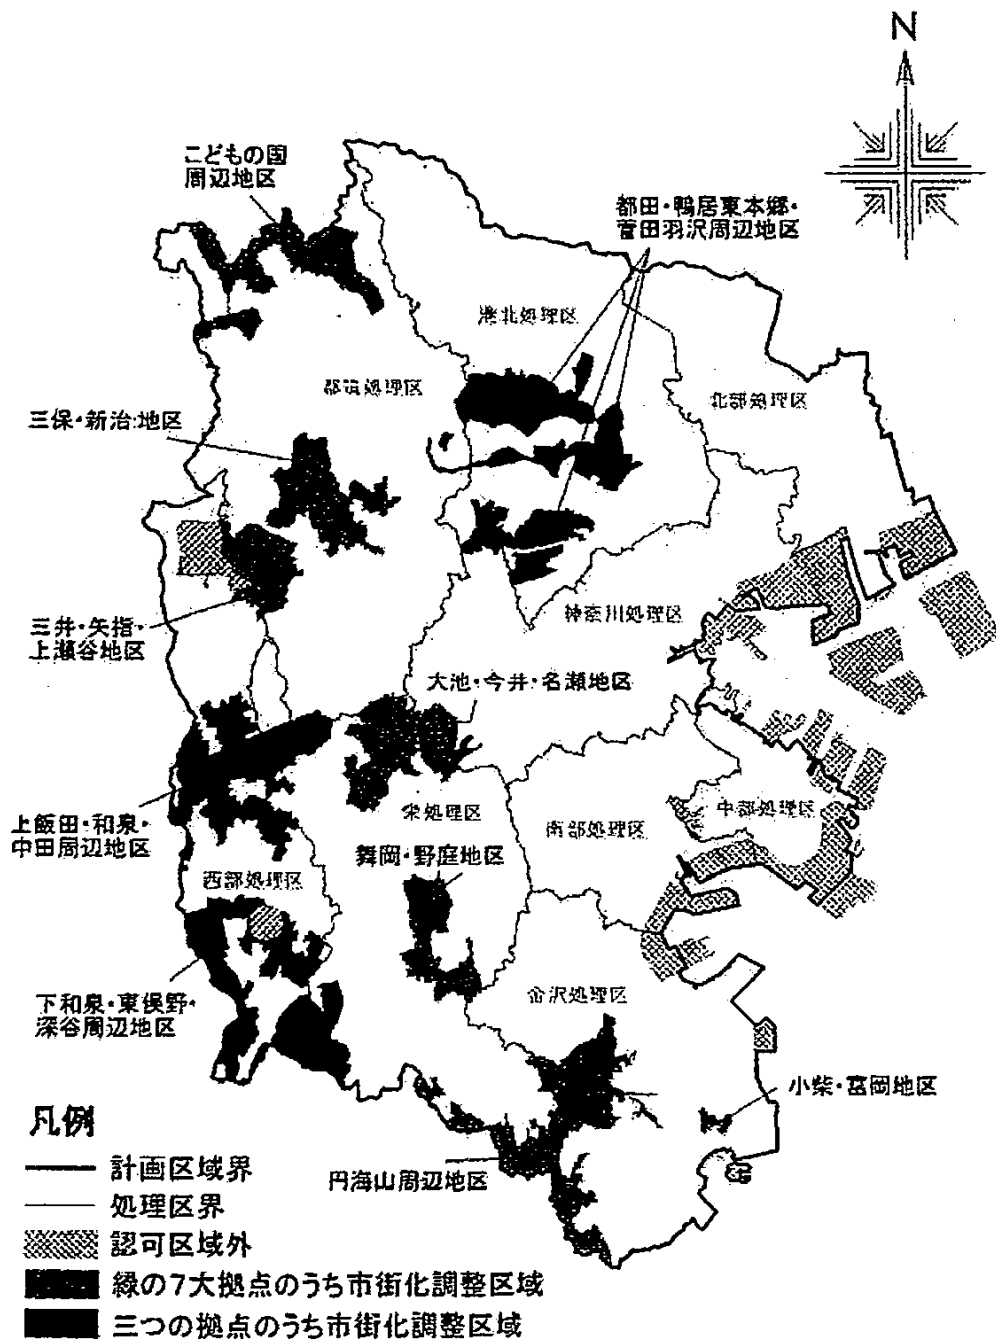 N
こどもの国
周辺地区
都田・鴨居東本郷・
菅田羽沢周辺地区
港北処理区
都筑処理区
北部処理区
三保・新治地区
神奈川処理区
三井・矢指・
上瀬谷地区
大池・今井・名瀬地区
上飯田・和泉・
中田周辺地区
栄処理区
南部処理区
中部処理区
舞岡・野庭地区
西部処理区
下和泉・東俣野・
深谷周辺地区
金沢処理区
小柴・富岡地区
円海山周辺地区
凡例
計画区域界
処理区界
認可区域外
緑の7大拠点のうち市街化調整区域
三つの拠点のうち市街化調整区域